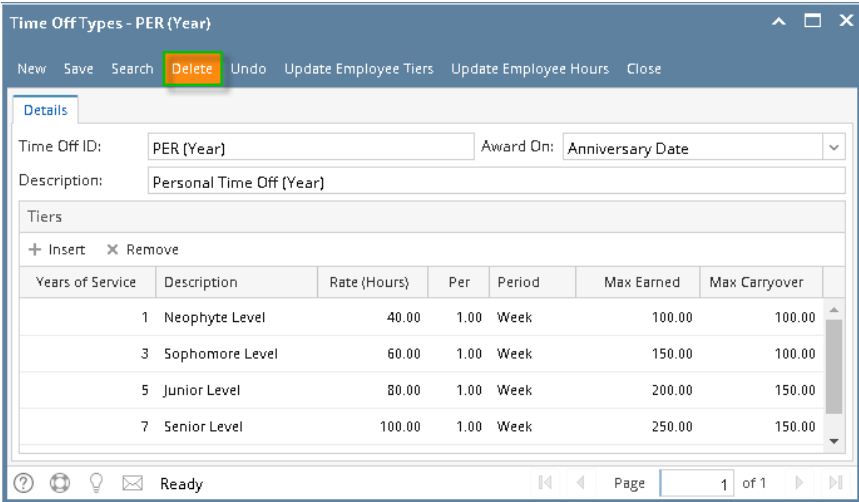 Time Off Types - PER (Year)
New Save Search Delete Undo Update Employee Tiers Update Employee Hours Close
Details
Time Off ID: PER (Year) Award On: Anniversary Date
Description: Personal Time Off (Year)
Tiers
Insert Remove
Years of Service Description Rate (Hours) Per Period Max Earned Max Carryover
1 Neophyte Level 40.00 1.00 Week 100.00 100.00
3 Sophomore Level 60.00 1.00 Week 150.00 100.00
5 Junior Level 80.00 1.00 Week 200.00 150.00
7 Senior Level 100.00 1.00 Week 250.00 150.00
Ready Page 1 of 1